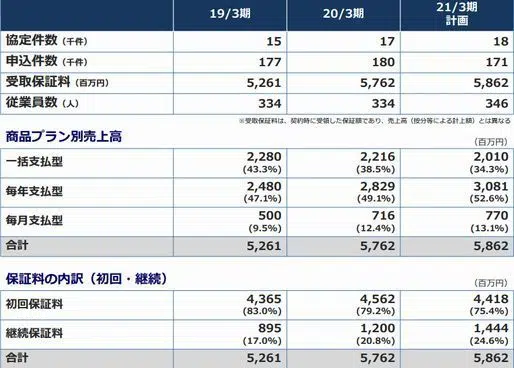 19/3期 20/3期 21/3期
計画
協定件数（千件） 15 17 18
申込件数（千件） 177 180 171
受取保証料（百万円） 5,261 5,762 5,862
従業員数（人） 334 334 346
※受取保証料は、契約時に受領した保証額であり、売上高（按分等による計上額）とは異なる
商品プラン別売上高 （百万円）
一括支払型 2,280 2,216 2,010
(43.3%) (38.5%) (34.3%)
毎年支払型 2,480 2,829 3,081
(47.1%) (49.1%) (52.6%)
毎月支払型 500 716 770
(9.5%) (12.4%) (13.1%)
合計 5,261 5,762 5,862
保証料の内訳（初回・継続） （百万円）
初回保証料 4,365 4,562 4,418
(83.0%) (79.2%) (75.4%)
継続保証料 895 1,200 1,444
(17.0%) (20.8%) (24.6%)
合計 5,261 5,762 5,862